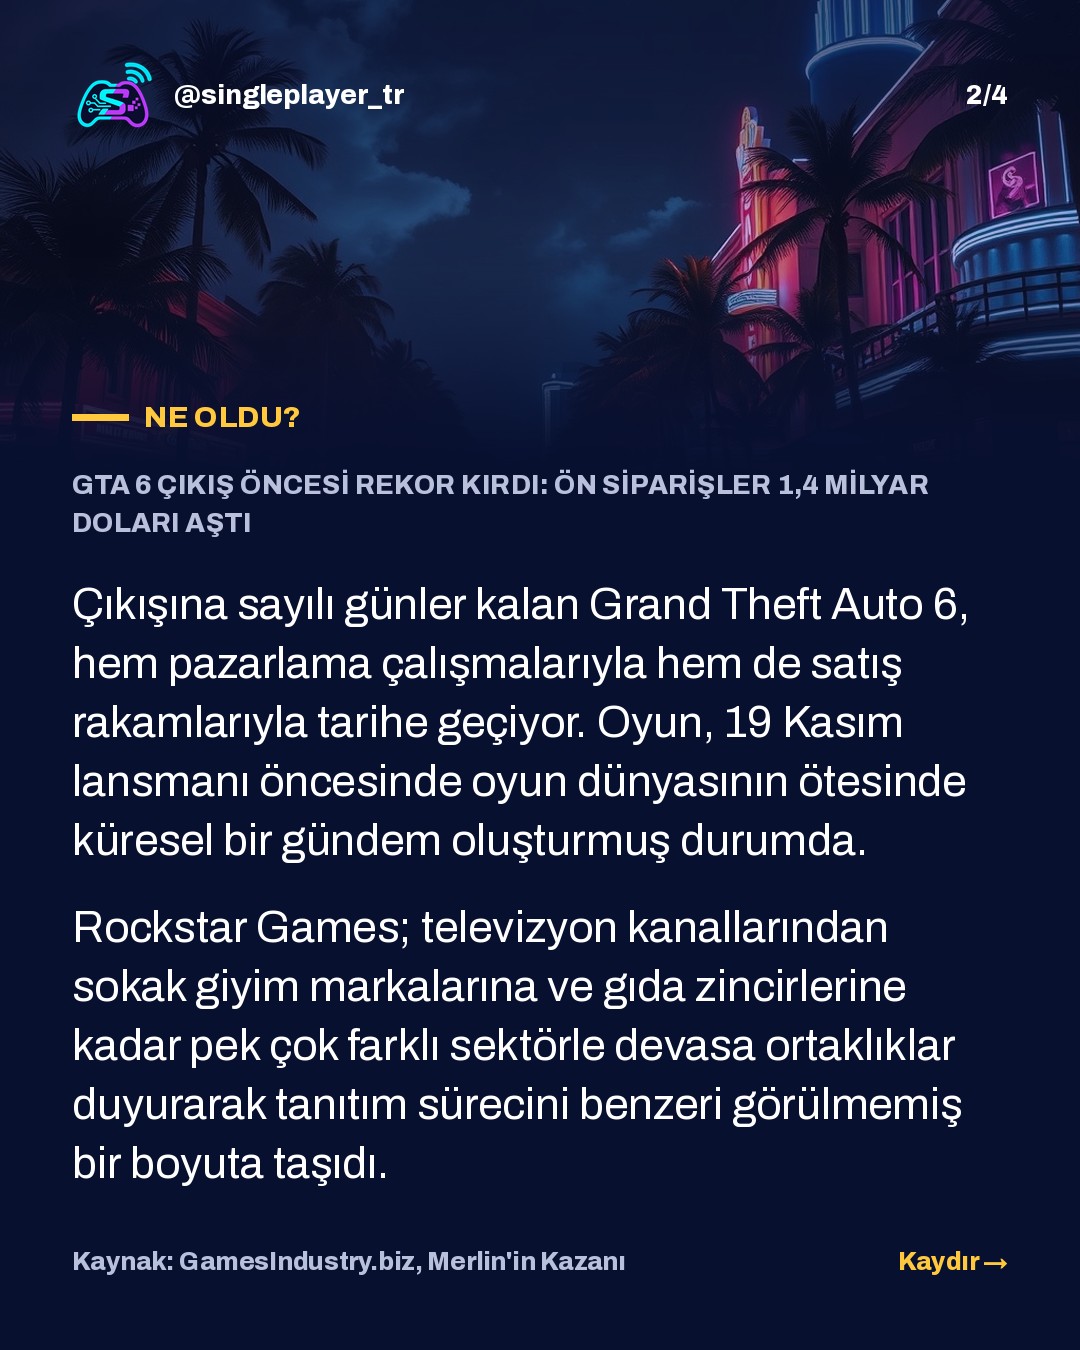 @singleplayer_tr
2/4
NE OLDU?
GTA 6 ÇIKIŞ ÖNCESİ REKOR KIRDI: ÖN SİPARİŞLER 1,4 MİLYAR
DOLARI AŞTI
Çıkışına sayılı günler kalan Grand Theft Auto 6,
hem pazarlama çalışmalarıyla hem de satış
rakamlarıyla tarihe geçiyor. Oyun, 19 Kasım
lansmanı öncesinde oyun dünyasının ötesinde
küresel bir gündem oluşturmuş durumda.
Rockstar Games; televizyon kanallarından
sokak giyim markalarına ve gıda zincirlerine
kadar pek çok farklı sektörle devasa ortaklıklar
duyurarak tanıtım sürecini benzeri görülmemiş
bir boyuta taşıdı.
Kaynak: GamesIndustry.biz, Merlin'in Kazanı
Kaydır→